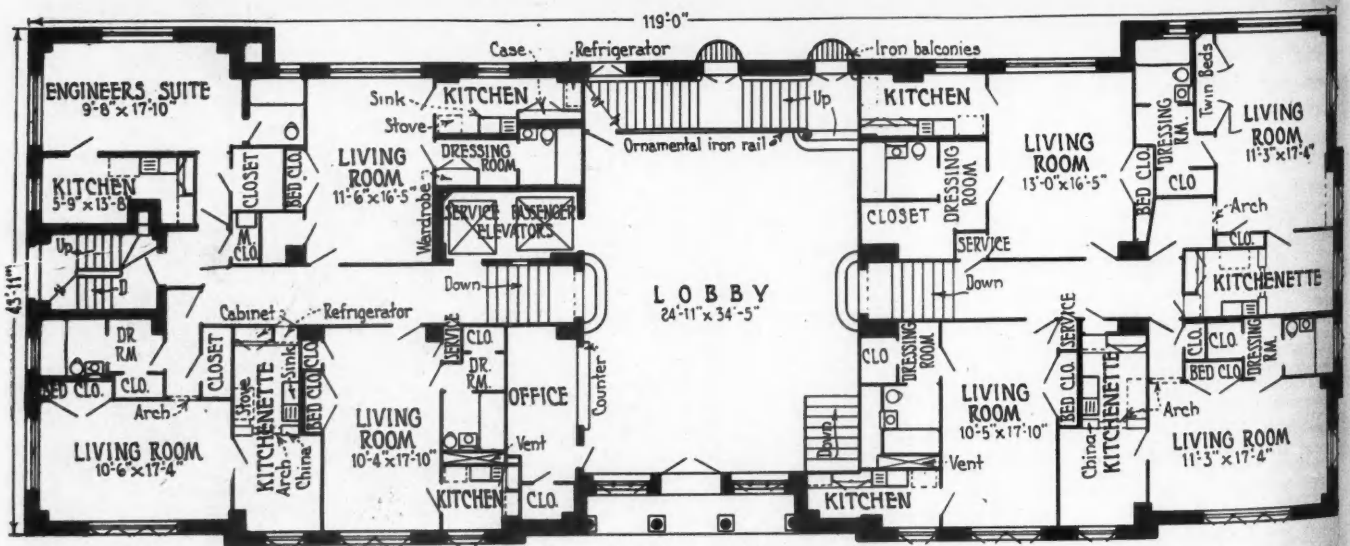 119'-0"
43'-11"
Case
Refrigerator
Iron balconies
ENGINEERS SUITE
9'-8" x 17'-10"
Sink
KITCHEN
Stove
Up
KITCHEN
Twin Beds
DRESSING
RM.
LIVING
ROOM
11'-3" x 17'-4"
Ornamental iron rail
LIVING
ROOM
11'-6" x 16'-5"
DRESSING
ROOM
LIVING
ROOM
13'-0" x 16'-5"
DRESSING
ROOM
KITCHEN
5'-9" x 13'-8"
CLOSET
BED CLO.
Wardrobe
SERVICE
PASSENGER
ELEVATORS
CLOSET
BED CLO.
CLO
Arch
CLO.
M.
CLO.
Up
D.
SERVICE
KITCHENETTE
Down
LOBBY
24'-11" x 34'-5"
Down
Cabinet
Refrigerator
DR.
RM
CLO.
BED CLO.
CLOSET
Arch
Stove
Sink
KITCHENETTE
Arch
China
CLO.
BED CLO.
SERVICE
CLO.
DR.
RM.
OFFICE
Counter
CLO
DRESSING
ROOM
SERVICE
BED CLO.
KITCHENETTE
China
Arch
CLO.
CLO.
BED CLO.
DRESSING
RM.
LIVING ROOM
10'-6" x 17'-4"
LIVING
ROOM
10'-4" x 17'-10"
Vent
KITCHEN
CLO.
Down
Vent
KITCHEN
LIVING
ROOM
10'-5" x 17'-10"
LIVING ROOM
11'-3" x 17'-4"